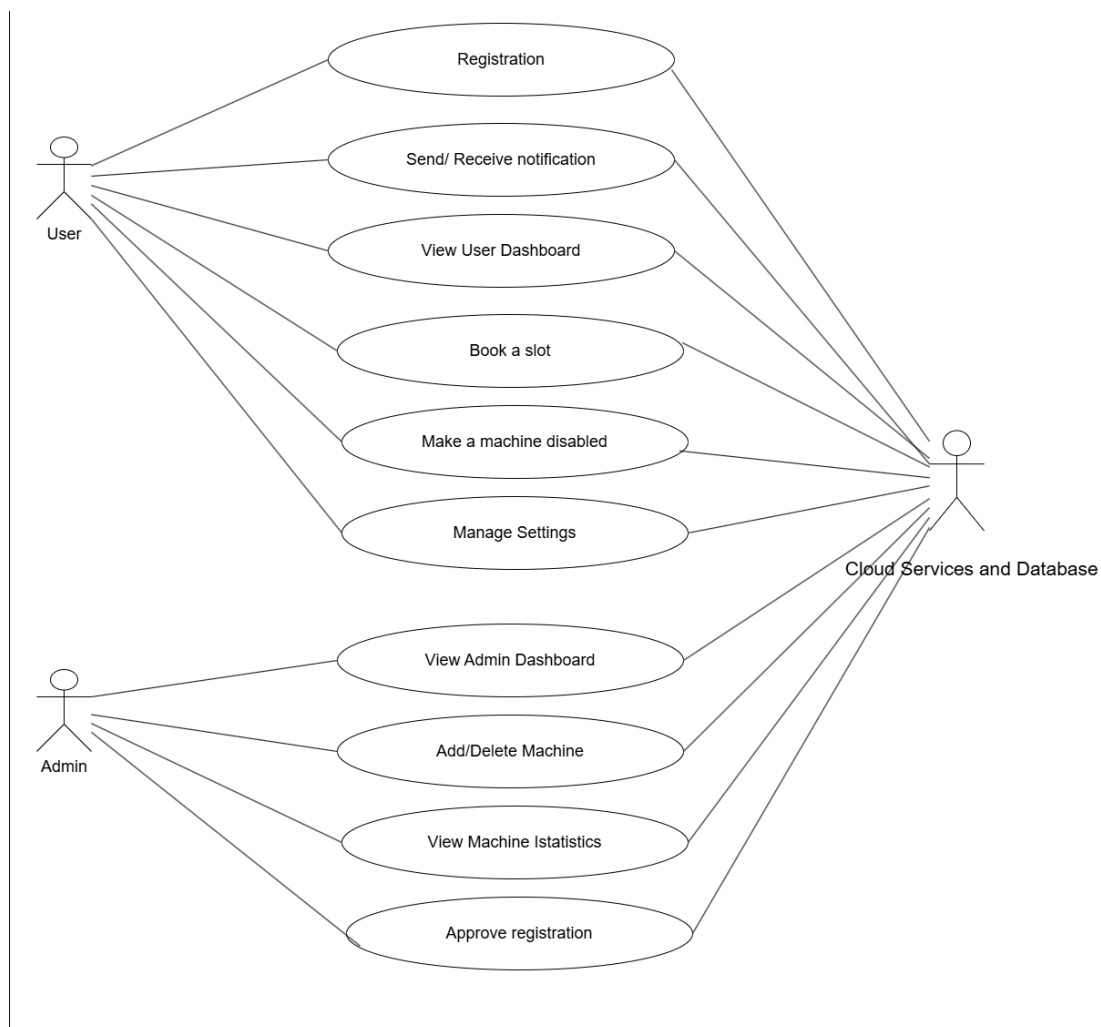 Registration
Send/ Receive notification
User
View User Dashboard
Book a slot
Make a machine disabled
Manage Settings
Cloud Services and Database
View Admin Dashboard
Admin
Add/Delete Machine
View Machine Istatistics
Approve registration